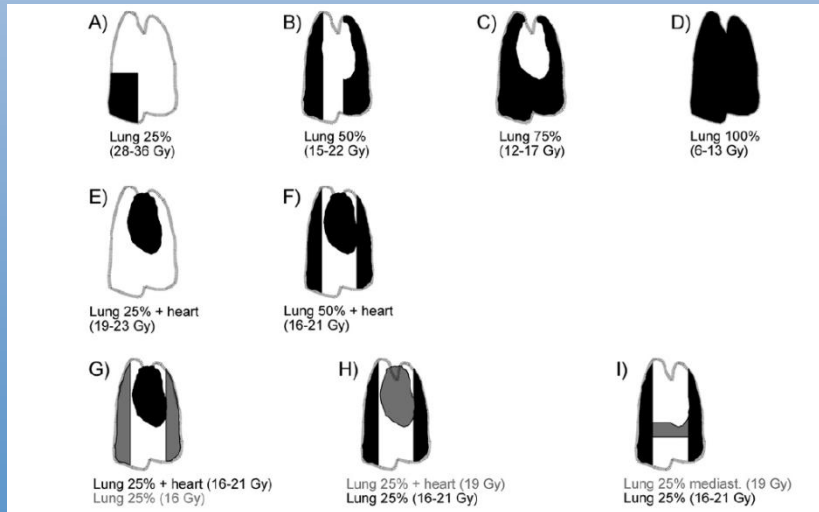 A)
B)
C)
D)
Lung 25%
(28-36 Gy)
Lung 50%
(15-22 Gy)
Lung 75%
(12-17 Gy)
Lung 100%
(6-13 Gy)
E)
F)
Lung 25% + heart
(19-23 Gy)
Lung 50% + heart
(16-21 Gy)
G)
H)
I)
Lung 25% + heart (16-21 Gy)
Lung 25% (16 Gy)
Lung 25% + heart (19 Gy)
Lung 25% (16-21 Gy)
Lung 25% mediast. (19 Gy)
Lung 25% (16-21 Gy)